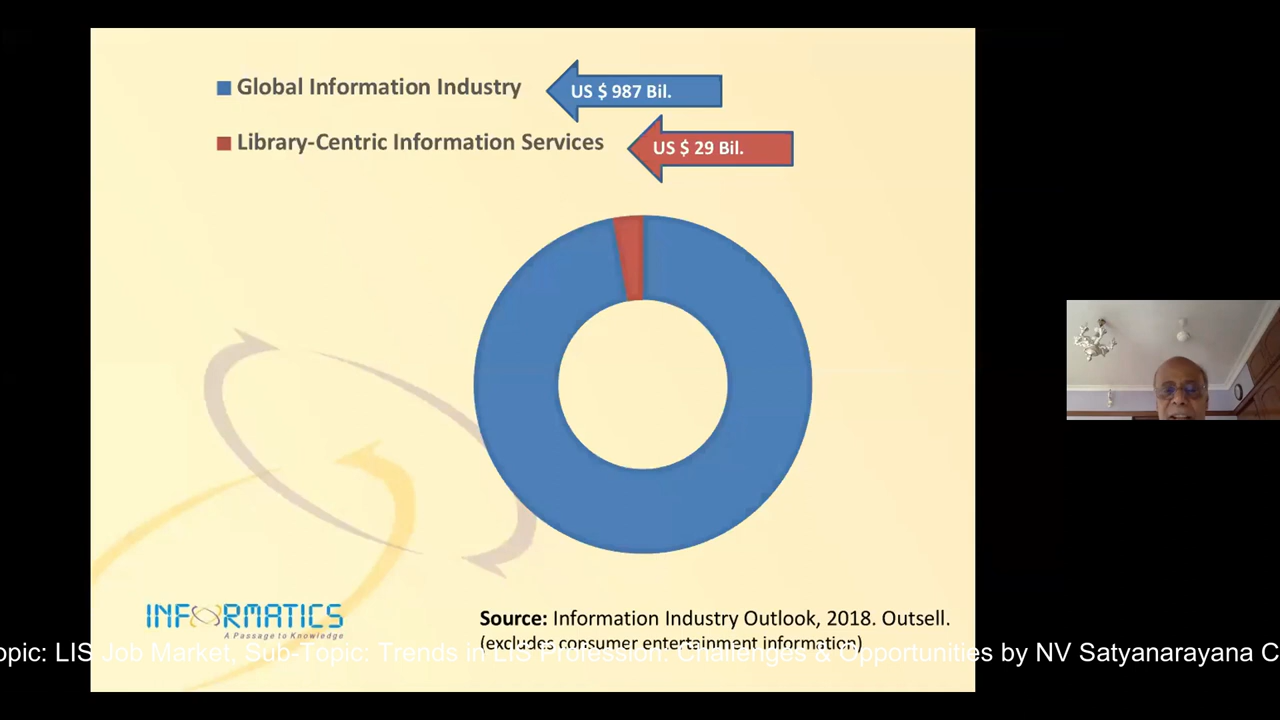 Global Information Industry
US $ 987 Bil.
Library-Centric Information Services
US $ 29 Bil.
INFORMATICS
A Passage to Knowledge
Source: Information Industry Outlook, 2018. Outsell.
(excludes consumer entertainment information)
opic: LIS Job Market, Sub-Topic: Trends in LIS Profession: Challenges & Opportunities by NV Satyanarayana C